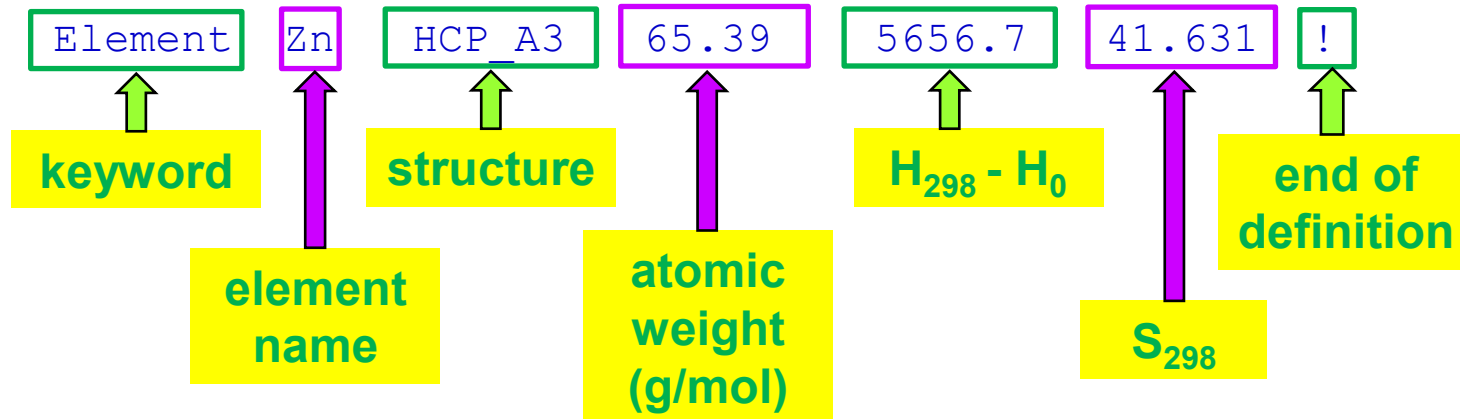 Element Zn HCP_A3 65.39 5656.7 41.631 !
keyword
structure
H₂₉₈ - H₀
end of
definition
element
name
atomic
weight
(g/mol)
S₂₉₈